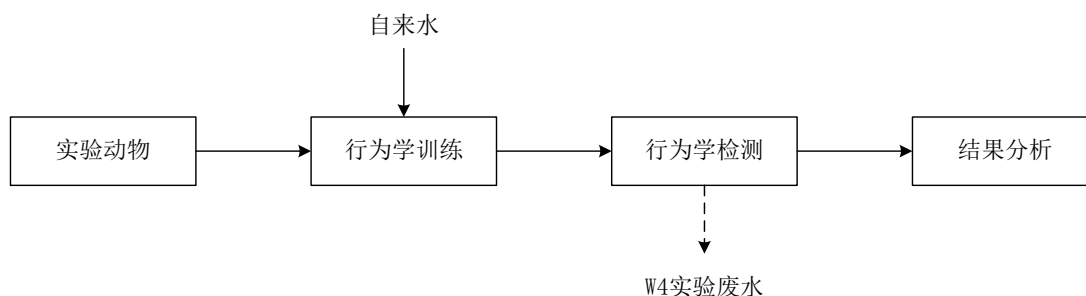 自来水
实验动物
行为学训练
行为学检测
结果分析
W4实验废水